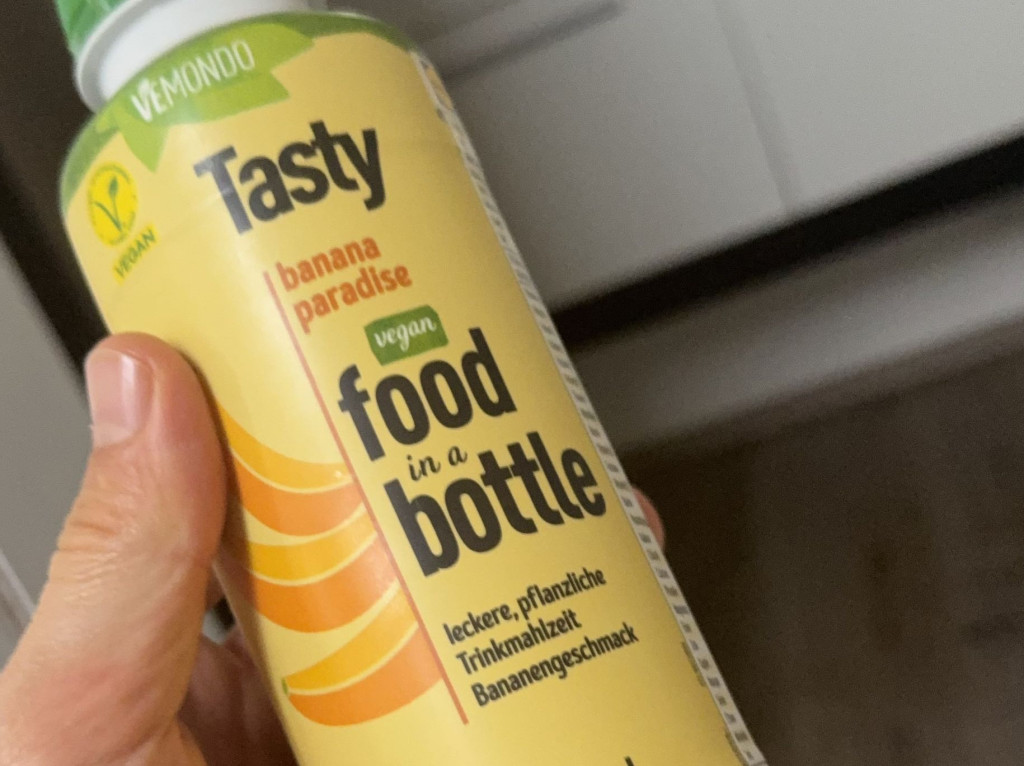 VEMONDO
VEGAN
Tasty
banana
paradise
vegan
food
in a
bottle
leckere, pflanzliche
Trinkmahlzeit
Bananengeschmack